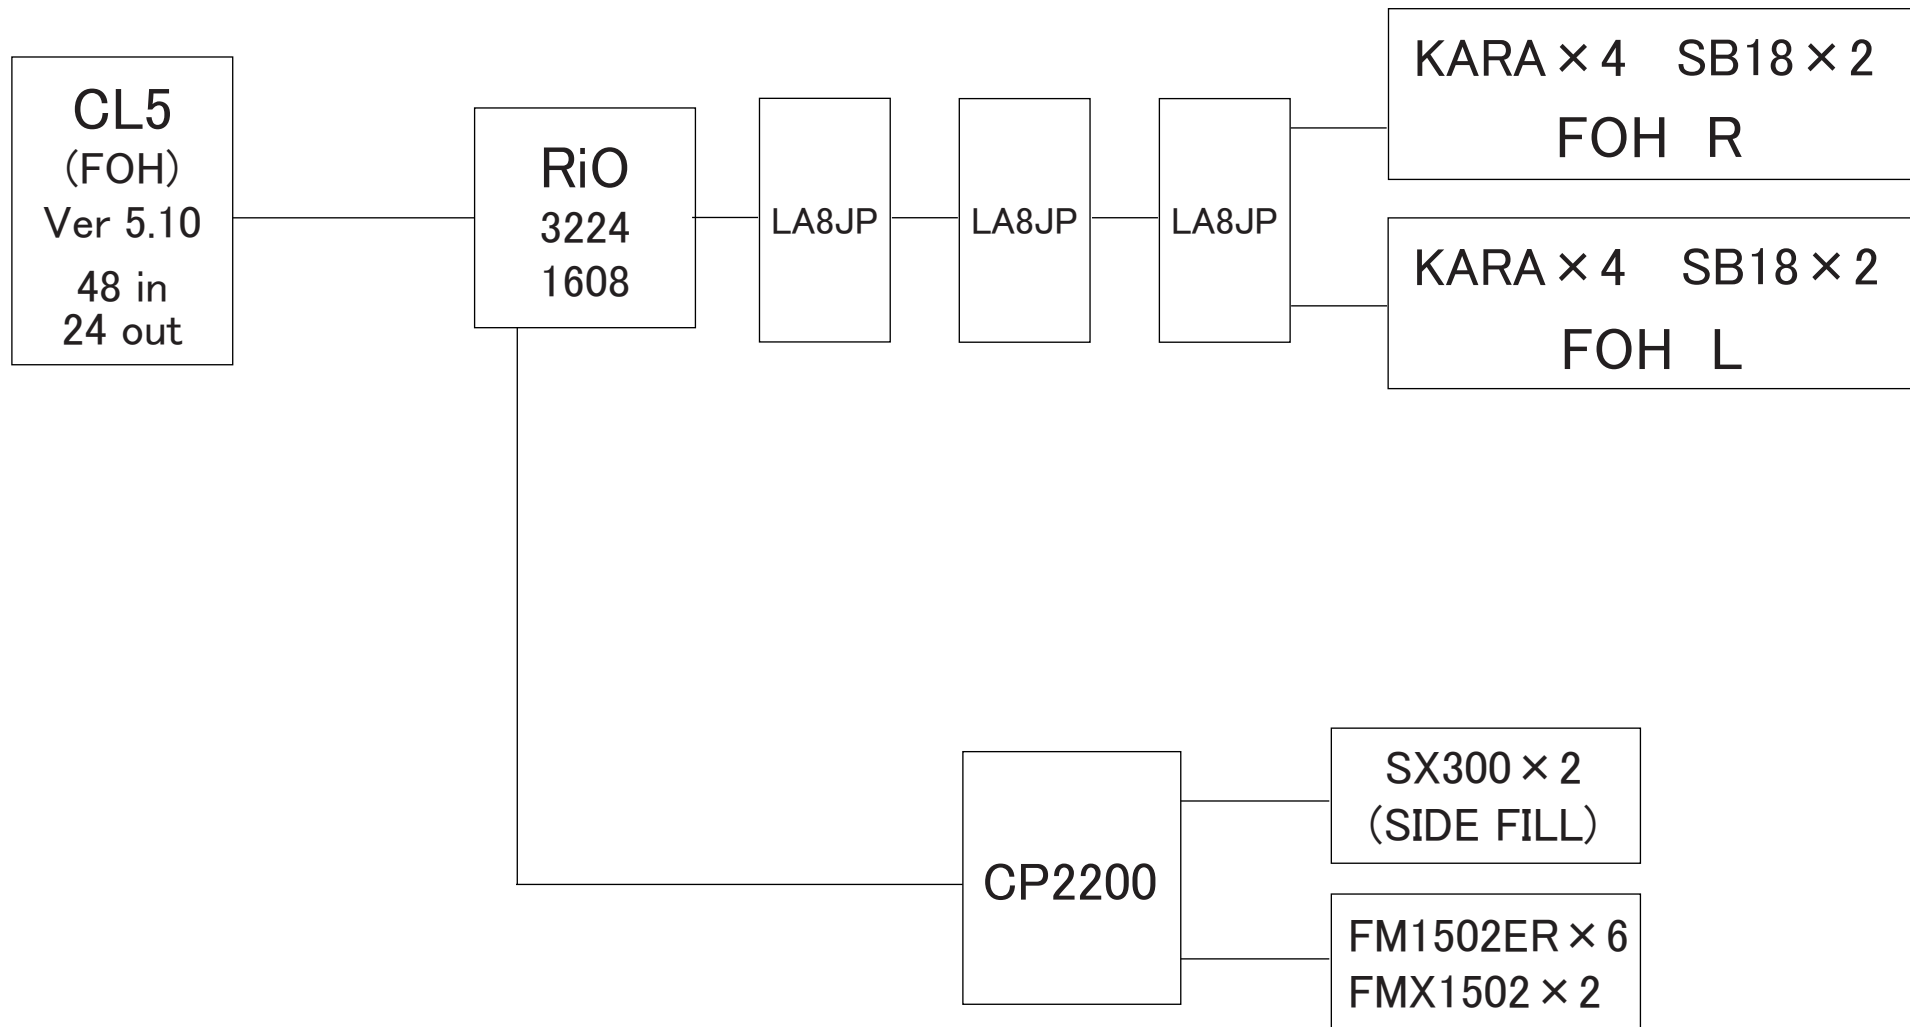 CL5
(FOH)
Ver 5.10
48 in
24 out
RiO
3224
1608
LA8JP
LA8JP
LA8JP
KARA×4　SB18×2
FOH　R
KARA×4　SB18×2
FOH　L
CP2200
SX300×2
(SIDE FILL)
FM1502ER×6
FMX1502×2